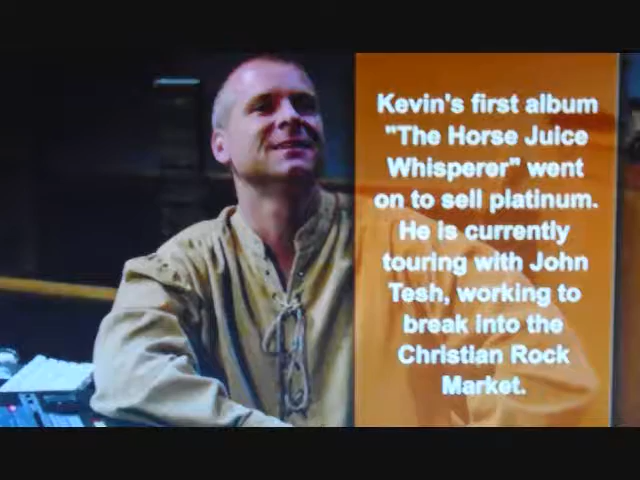 Kevin's first album
"The Horse Juice
Whisperer" went
on to sell platinum.
He is currently
touring with John
Tesh, working to
break into the
Christian Rock
Market.